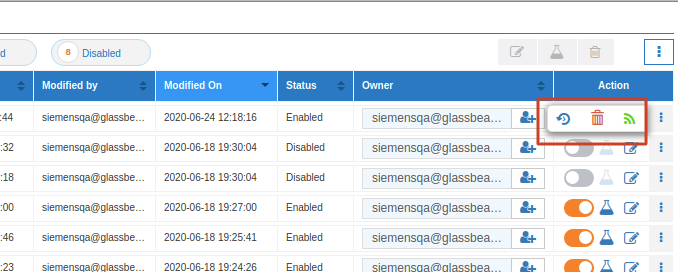 d 8 Disabled
Modified by Modified On Status Owner Action
:44 siemensqa@glassbe... 2020-06-24 12:18:16 Enabled siemensqa@glassbea...
:32 siemensqa@glassbe... 2020-06-18 19:30:04 Disabled siemensqa@glassbea...
:18 siemensqa@glassbe... 2020-06-18 19:30:04 Disabled siemensqa@glassbea...
:00 siemensqa@glassbe... 2020-06-18 19:27:00 Enabled siemensqa@glassbea...
:46 siemensqa@glassbe... 2020-06-18 19:25:41 Enabled siemensqa@glassbea...
:23 siemensqa@glassbe... 2020-06-18 19:24:26 Enabled siemensqa@glassbea...